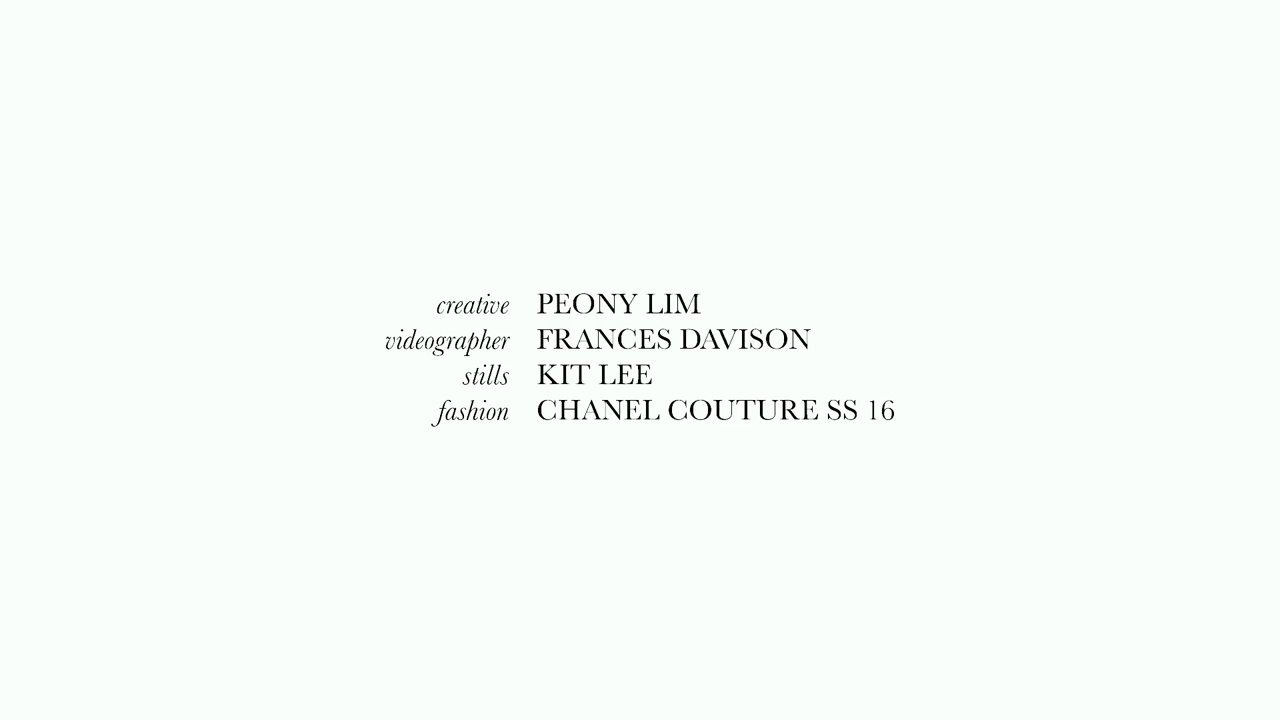 creative PEONY LIM
videographer FRANCES DAVISON
stills KIT LEE
fashion CHANEL COUTURE SS 16